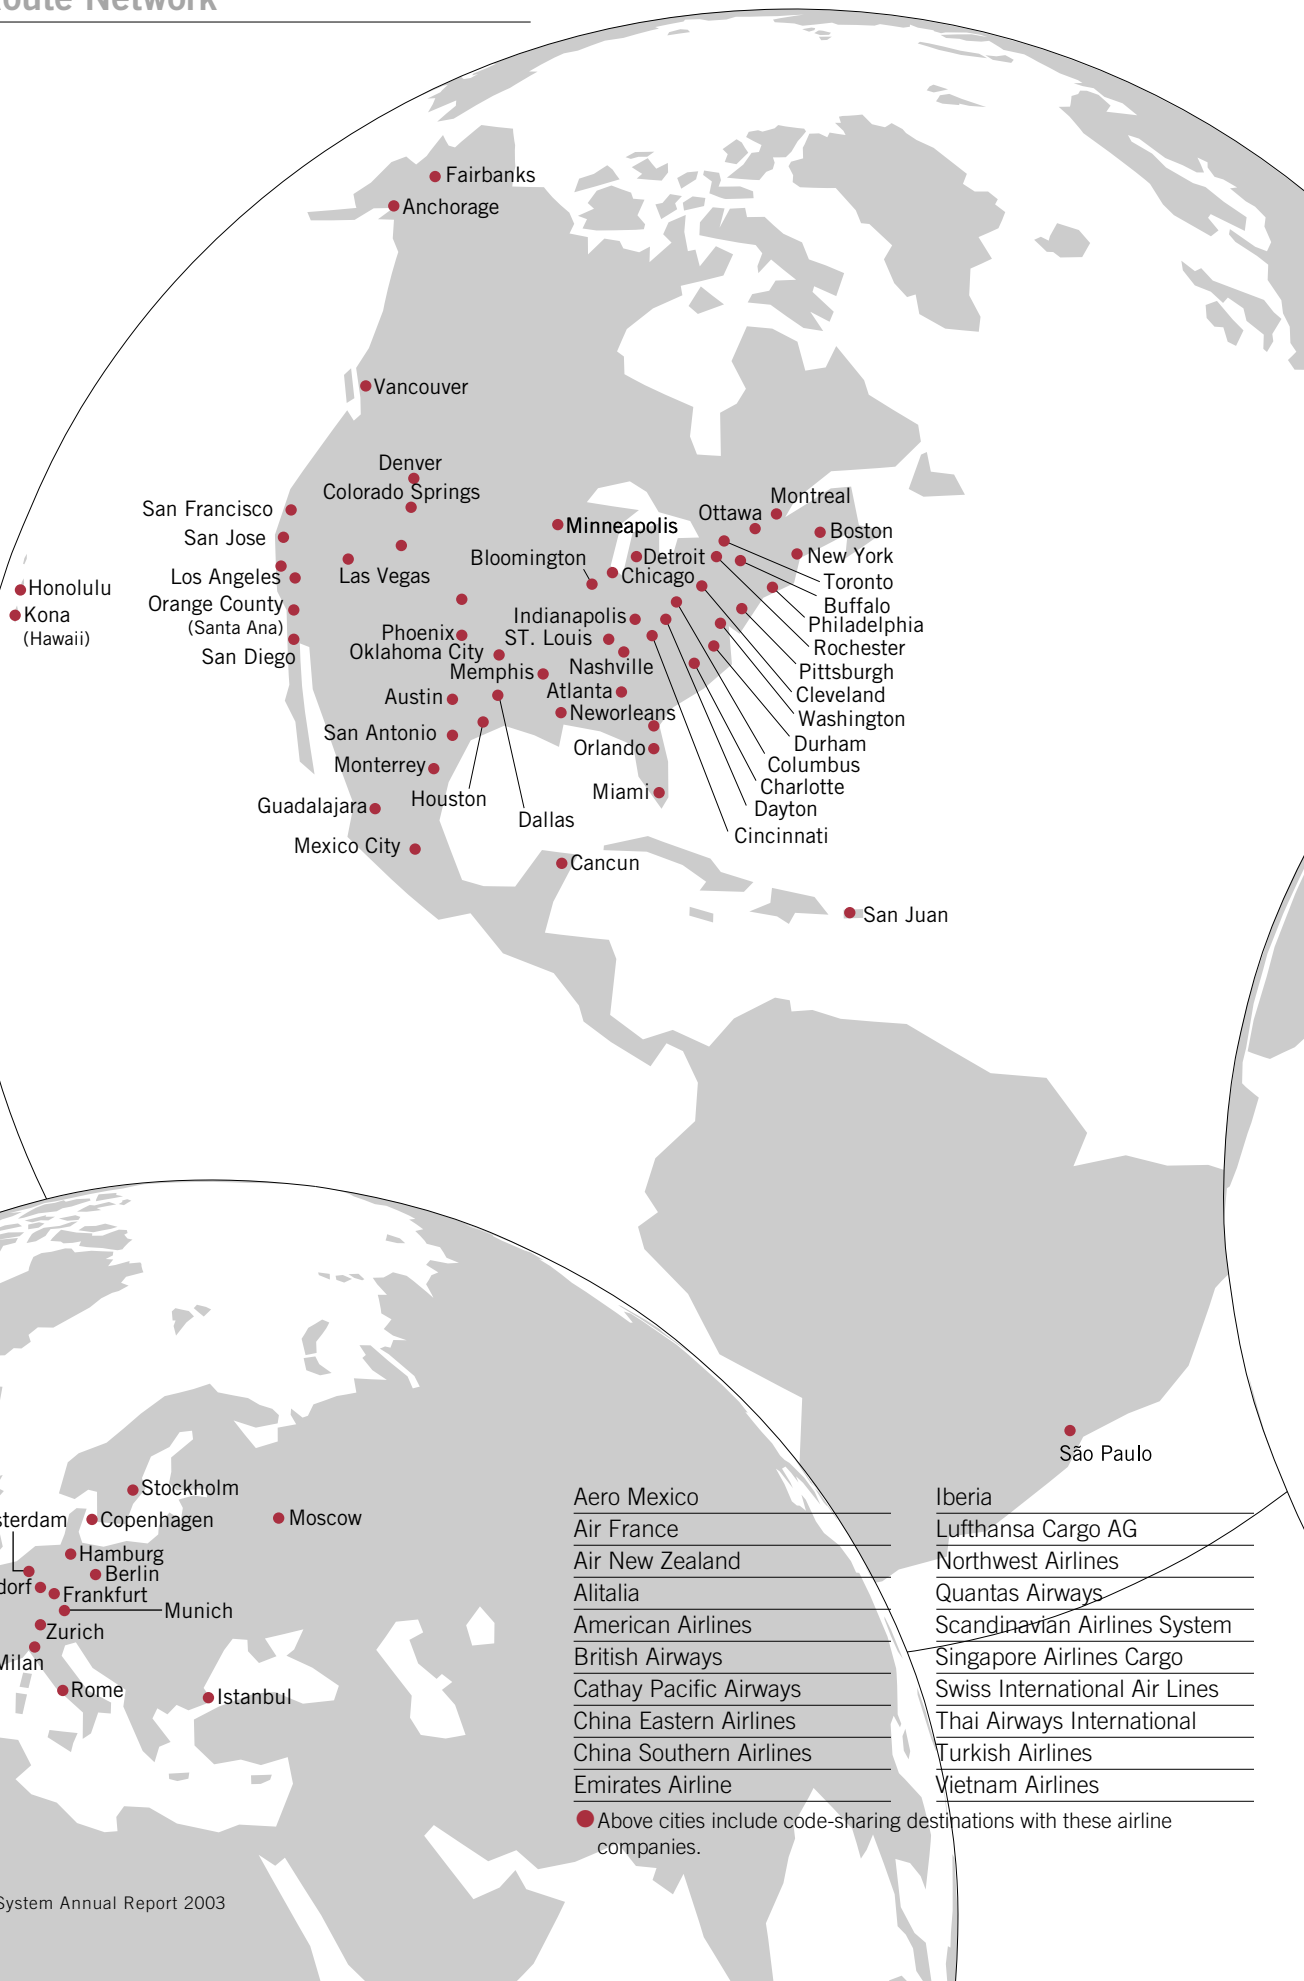 Route Network
Fairbanks
Anchorage
Vancouver
Denver
Colorado Springs
San Francisco
San Jose
Los Angeles
Orange County
(Santa Ana)
San Diego
Las Vegas
Honolulu
Kona
(Hawaii)
Minneapolis
Bloomington
Detroit
Chicago
Ottawa
Montreal
Boston
New York
Toronto
Buffalo
Philadelphia
Rochester
Pittsburgh
Cleveland
Washington
Durham
Columbus
Charlotte
Dayton
Cincinnati
Indianapolis
ST. Louis
Nashville
Phoenix
Oklahoma City
Memphis
Atlanta
Austin
Neworleans
San Antonio
Orlando
Monterrey
Houston
Miami
Guadalajara
Dallas
Mexico City
Cancun
San Juan
São Paulo
Stockholm
sterdam
Copenhagen
Moscow
Hamburg
Berlin
dorf
Frankfurt
Munich
Zurich
Milan
Rome
Istanbul
Aero Mexico
Air France
Air New Zealand
Alitalia
American Airlines
British Airways
Cathay Pacific Airways
China Eastern Airlines
China Southern Airlines
Emirates Airline
Iberia
Lufthansa Cargo AG
Northwest Airlines
Quantas Airways
Scandinavian Airlines System
Singapore Airlines Cargo
Swiss International Air Lines
Thai Airways International
Turkish Airlines
Vietnam Airlines
Above cities include code-sharing destinations with these airline
companies.
System Annual Report 2003